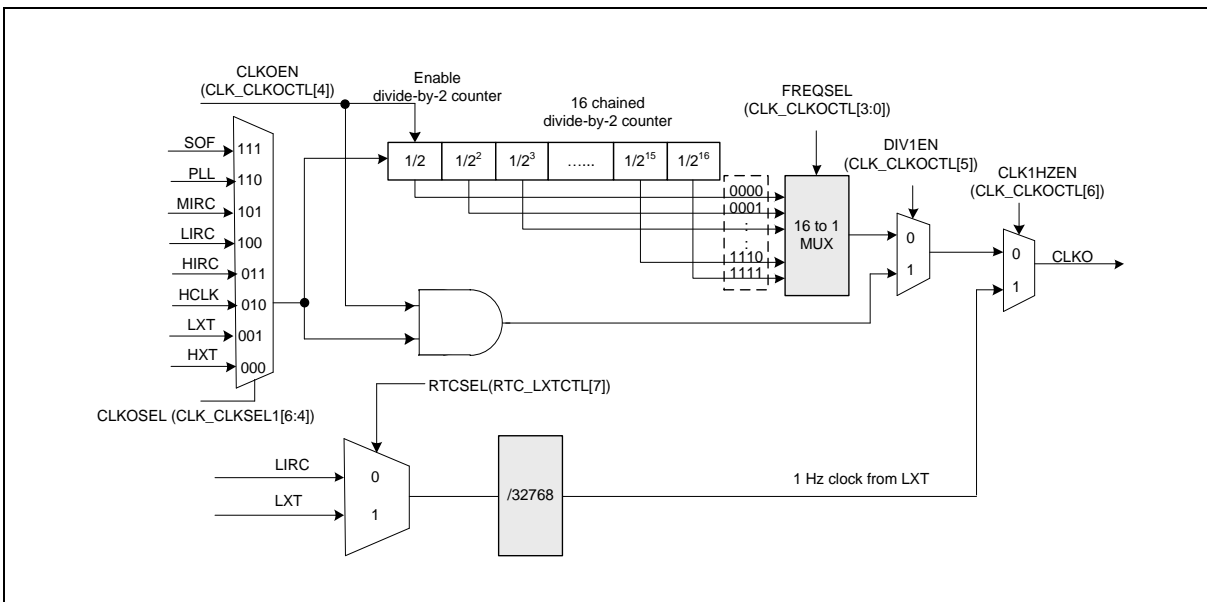 CLKOEN
(CLK_CLKOCTL[4])
Enable
divide-by-2 counter
16 chained
divide-by-2 counter
FREQSEL
(CLK_CLKOCTL[3:0])
DIV1EN
(CLK_CLKOCTL[5])
CLK1HZEN
(CLK_CLKOCTL[6])
SOF 111
PLL 110
MIRC 101
LIRC 100
HIRC 011
HCLK 010
LXT 001
HXT 000
1/2 1/2² 1/2³ …... 1/2¹⁵ 1/2¹⁶
0000
0001
:
:
1110
1111
16 to 1
MUX
0
1
0
1
CLKO
CLKOSEL (CLK_CLKSEL1[6:4])
RTCSEL(RTC_LXTCTL[7])
LIRC 0
LXT 1
/32768
1 Hz clock from LXT